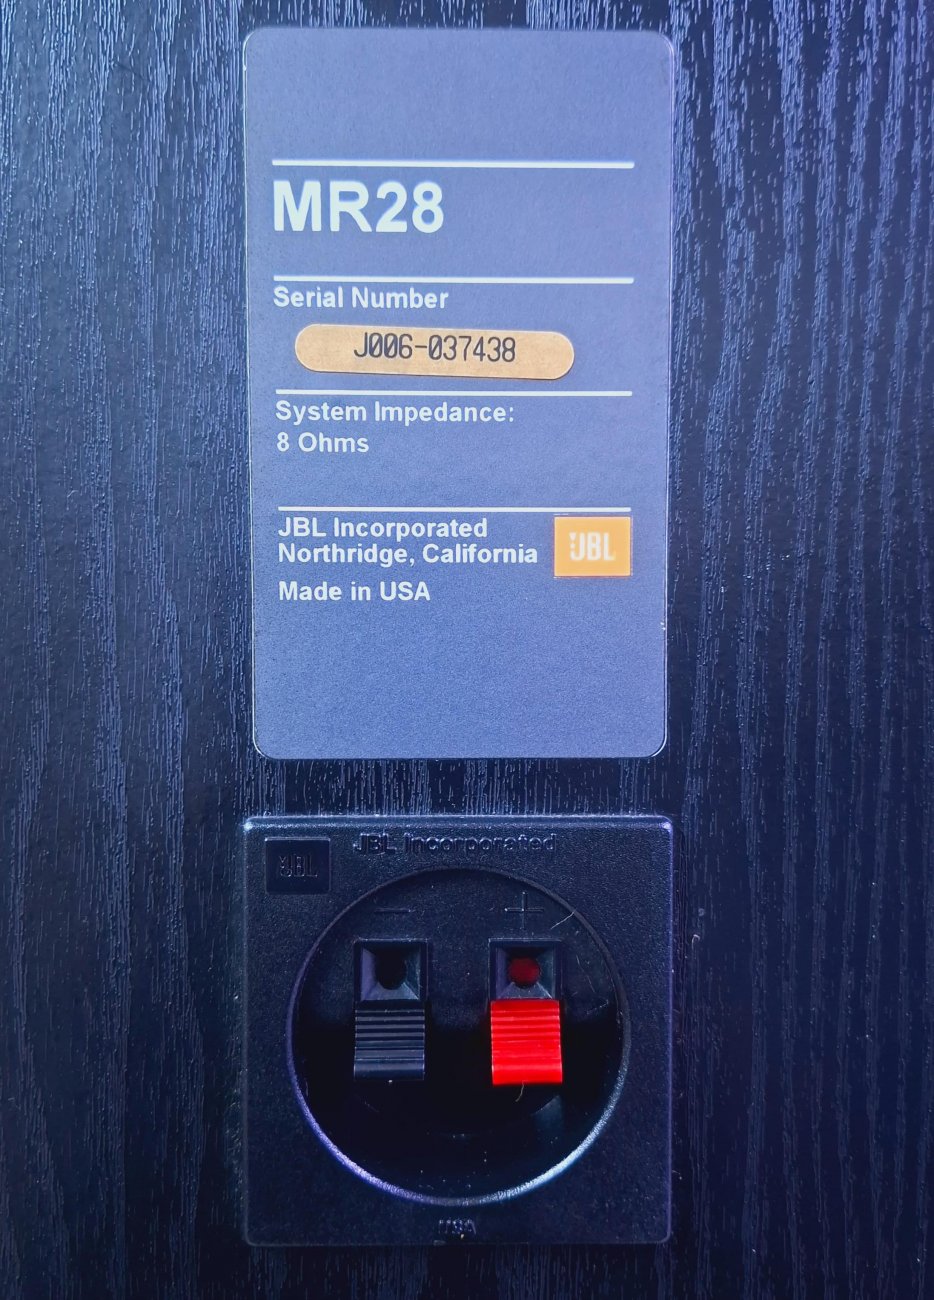 MR28
Serial Number
J006-037438
System Impedance:
8 Ohms
JBL Incorporated
Northridge, California
JBL
Made in USA
JBL Incorporated
JBL
- +
USA